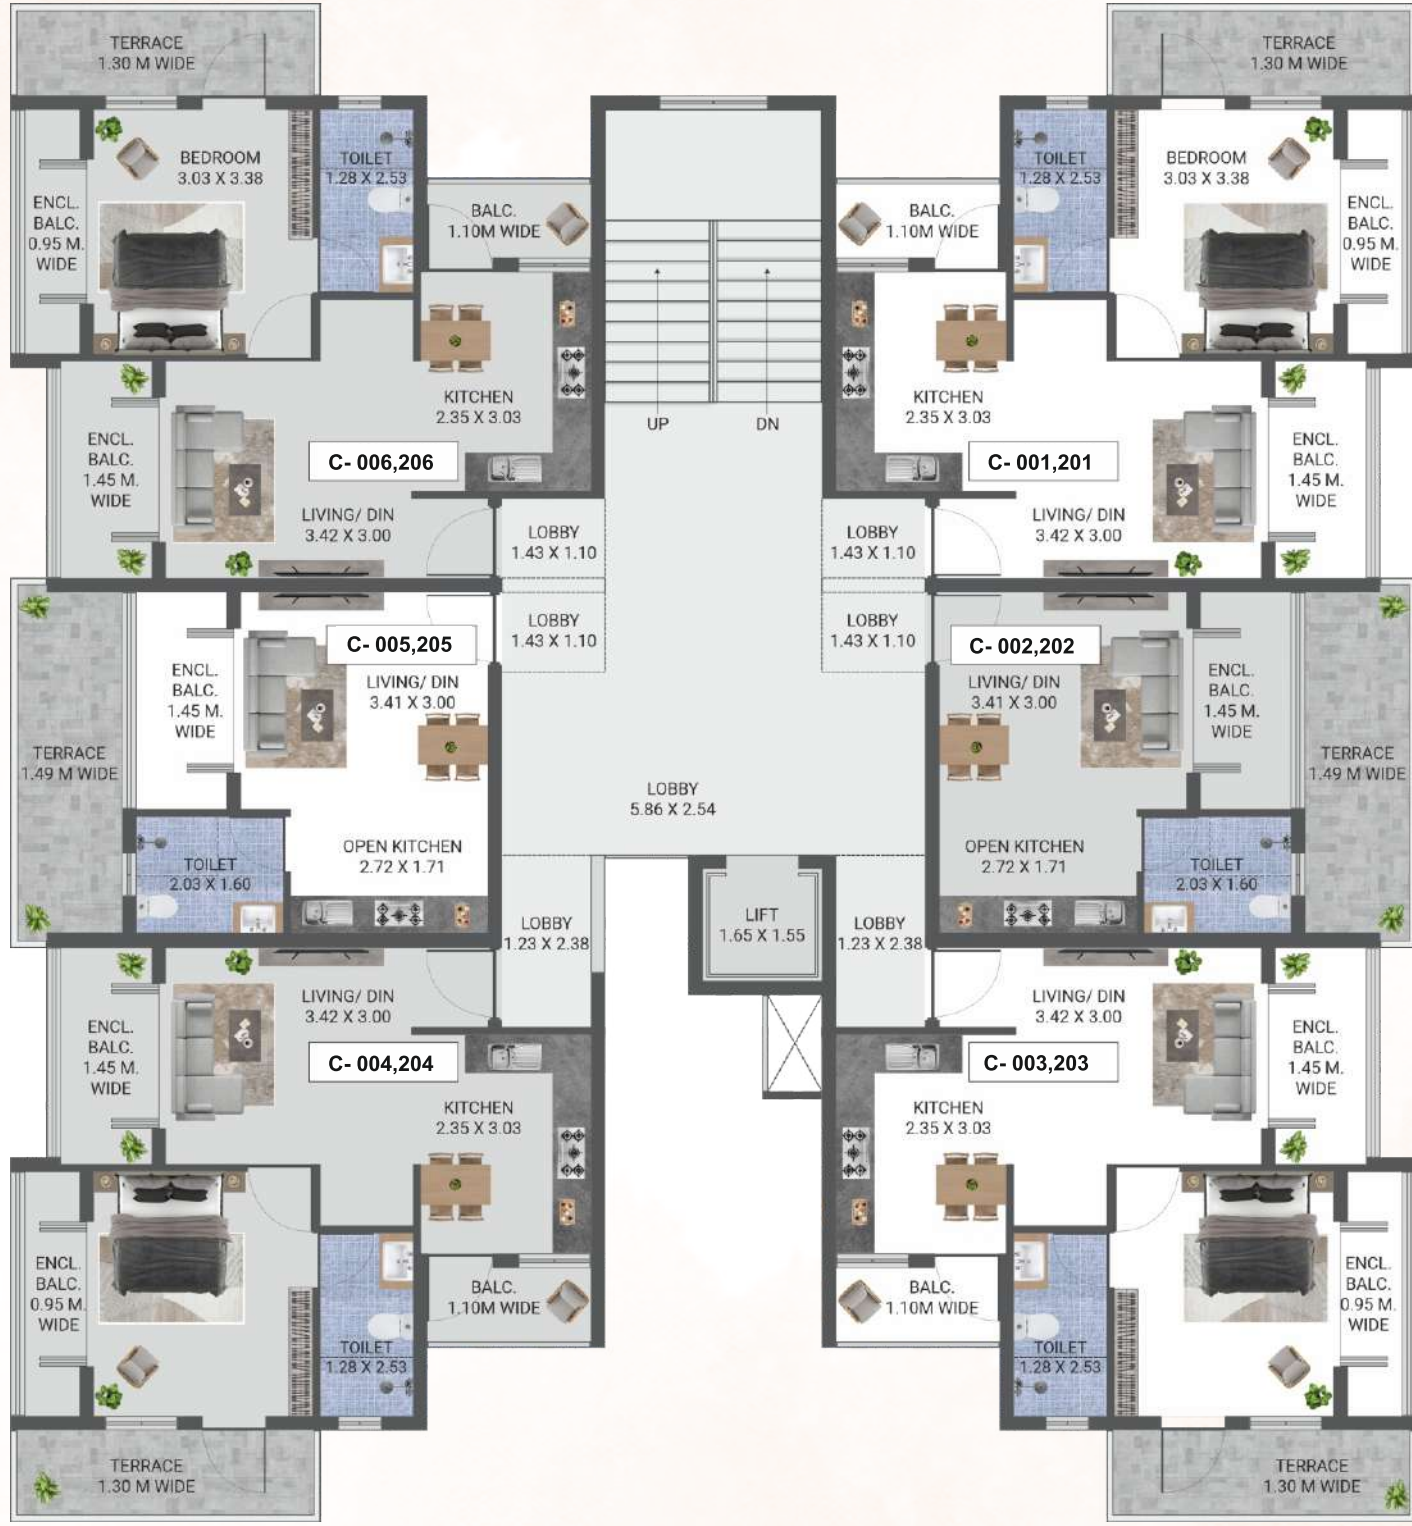 TERRACE
1.30 M WIDE
TERRACE
1.30 M WIDE
BEDROOM
3.03 X 3.38
TOILET
1.28 X 2.53
ENCL.
BALC.
0.95 M.
WIDE
BALC.
1.10M WIDE
BALC.
1.10M WIDE
TOILET
1.28 X 2.53
BEDROOM
3.03 X 3.38
ENCL.
BALC.
0.95 M.
WIDE
KITCHEN
2.35 X 3.03
UP
DN
KITCHEN
2.35 X 3.03
ENCL.
BALC.
1.45 M.
WIDE
C- 006,206
C- 001,201
ENCL.
BALC.
1.45 M.
WIDE
LIVING/ DIN
3.42 X 3.00
LOBBY
1.43 X 1.10
LOBBY
1.43 X 1.10
LIVING/ DIN
3.42 X 3.00
LOBBY
1.43 X 1.10
LOBBY
1.43 X 1.10
C- 005,205
C- 002,202
ENCL.
BALC.
1.45 M.
WIDE
LIVING/ DIN
3.41 X 3.00
LIVING/ DIN
3.41 X 3.00
ENCL.
BALC.
1.45 M.
WIDE
TERRACE
1.49 M WIDE
TERRACE
1.49 M WIDE
LOBBY
5.86 X 2.54
OPEN KITCHEN
2.72 X 1.71
OPEN KITCHEN
2.72 X 1.71
TOILET
2.03 X 1.60
TOILET
2.03 X 1.60
LOBBY
1.23 X 2.38
LIFT
1.65 X 1.55
LOBBY
1.23 X 2.38
LIVING/ DIN
3.42 X 3.00
LIVING/ DIN
3.42 X 3.00
ENCL.
BALC.
1.45 M.
WIDE
C- 004,204
C- 003,203
ENCL.
BALC.
1.45 M.
WIDE
KITCHEN
2.35 X 3.03
KITCHEN
2.35 X 3.03
ENCL.
BALC.
0.95 M.
WIDE
BALC.
1.10M WIDE
BALC.
1.10M WIDE
ENCL.
BALC.
0.95 M.
WIDE
TOILET
1.28 X 2.53
TOILET
1.28 X 2.53
TERRACE
1.30 M WIDE
TERRACE
1.30 M WIDE